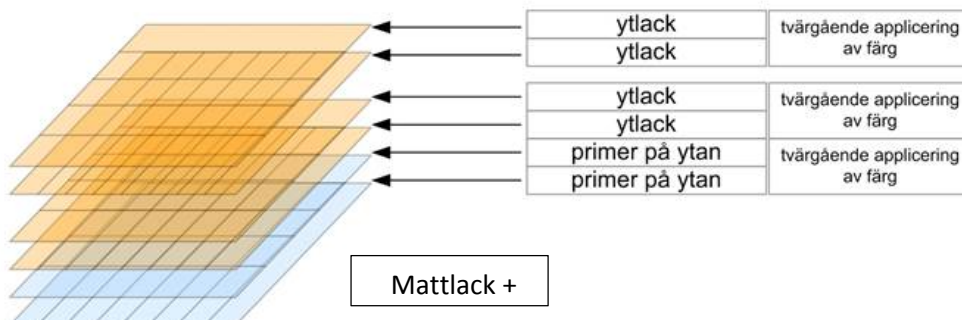 ytlack
ytlack
tvärgående applicering
av färg
ytlack
ytlack
tvärgående applicering
av färg
primer på ytan
primer på ytan
tvärgående applicering
av färg
Mattlack +